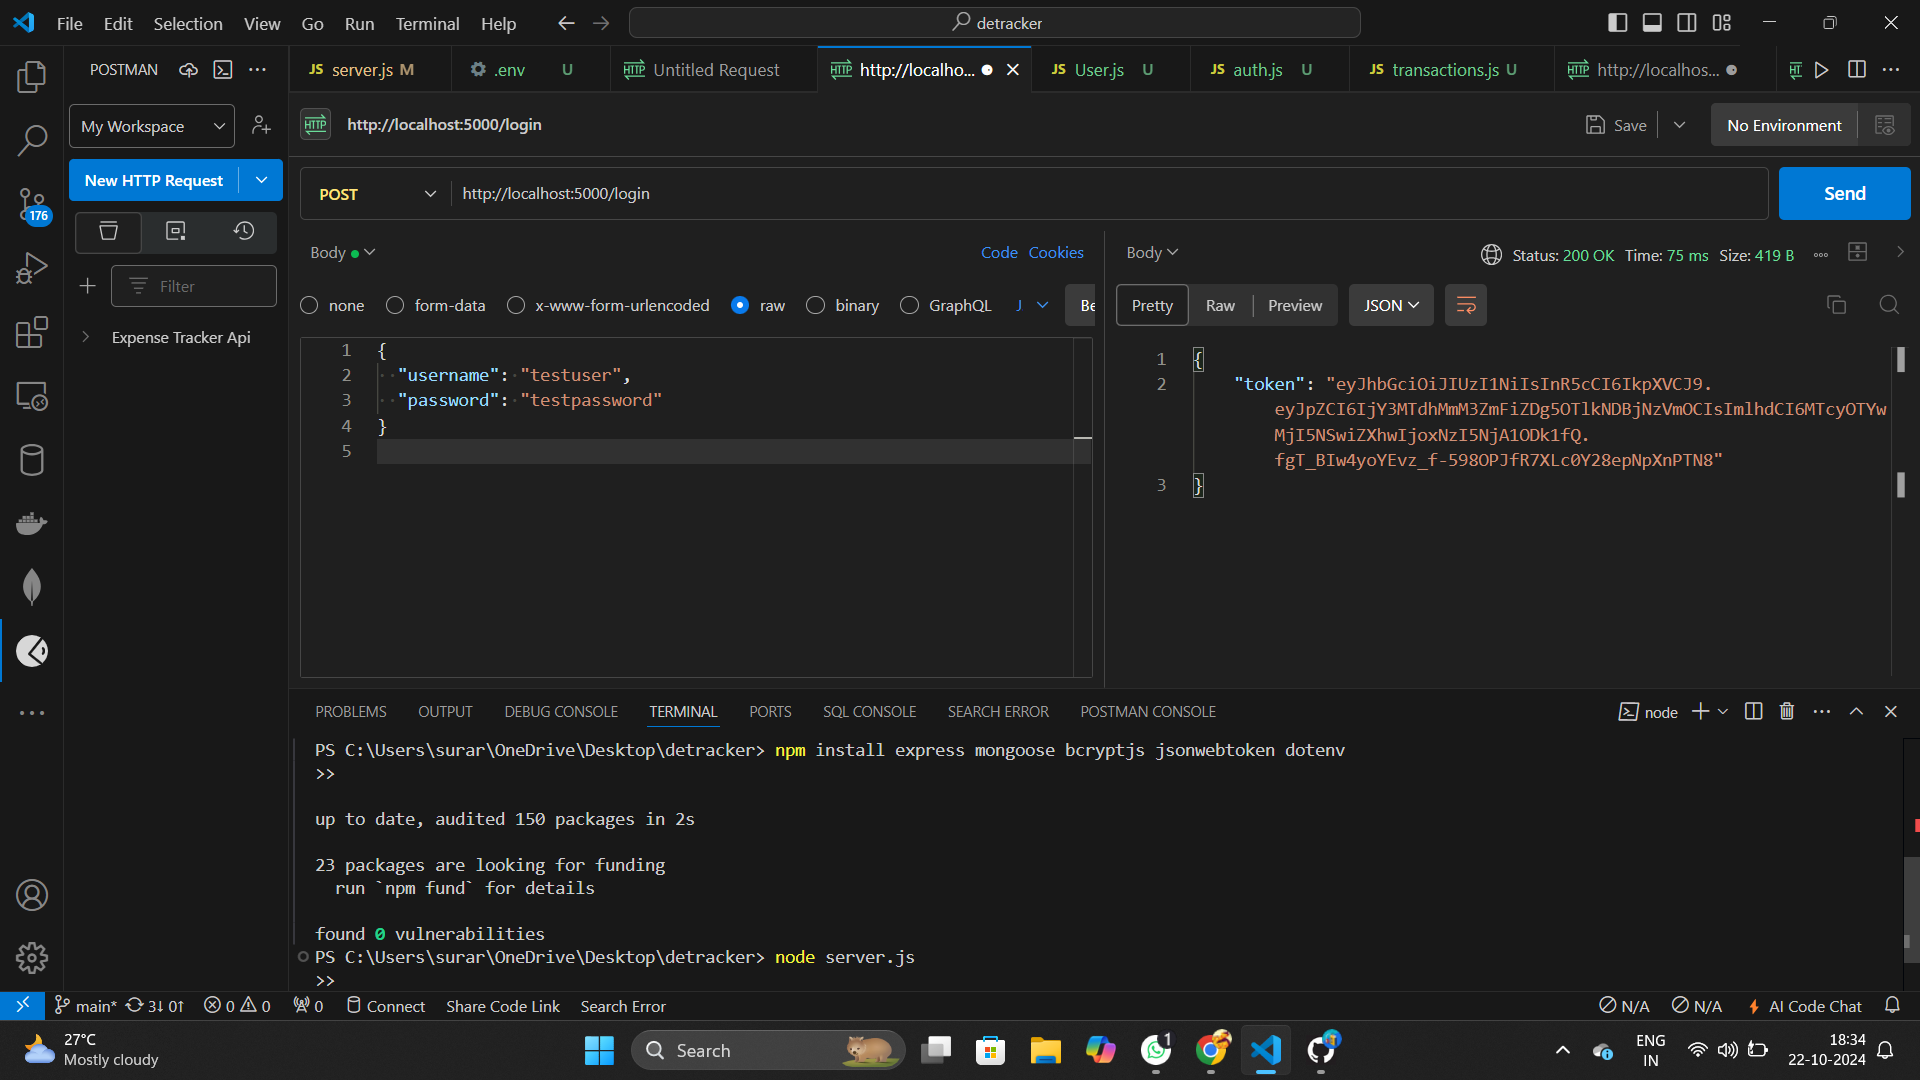 File Edit Selection View Go Run Terminal Help
detracker
POSTMAN
JS server.js M
.env U
HTTP Untitled Request
HTTP http://localho...
JS User.js U
JS auth.js U
JS transactions.js U
HTTP http://localhos...
HT
My Workspace
HTTP http://localhost:5000/login
Save
No Environment
New HTTP Request
POST http://localhost:5000/login
Send
176
Body
Code Cookies
Body
Status: 200 OK Time: 75 ms Size: 419 B
Filter
none form-data x-www-form-urlencoded raw binary GraphQL J Be
Pretty Raw Preview JSON
Expense Tracker Api
1 {
2 "username": "testuser",
3 "password": "testpassword"
4 }
5
1 {
2 "token": "eyJhbGciOiJIUzI1NiIsInR5cCI6IkpXVCJ9.
eyJpZCI6IjY3MTdhMmM3ZmFiZDg5OTlkNDBjNzVmOCIsImlhdCI6MTcyOTYw
MjI5NSwiZXhwIjoxNzI5NjA1ODk1fQ.
fgT_BIw4yoYEvz_f-598OPJfR7XLc0Y28epNpXnPTN8"
3 }
PROBLEMS OUTPUT DEBUG CONSOLE TERMINAL PORTS SQL CONSOLE SEARCH ERROR POSTMAN CONSOLE
node
PS C:\Users\surar\OneDrive\Desktop\detracker> npm install express mongoose bcryptjs jsonwebtoken dotenv
>>
up to date, audited 150 packages in 2s
23 packages are looking for funding
run `npm fund` for details
found 0 vulnerabilities
PS C:\Users\surar\OneDrive\Desktop\detracker> node server.js
>>
main* 3↓ 0↑ 0 0 0 Connect Share Code Link Search Error
N/A N/A AI Code Chat
27°C
Mostly cloudy
Search
1
ENG
IN
18:34
22-10-2024